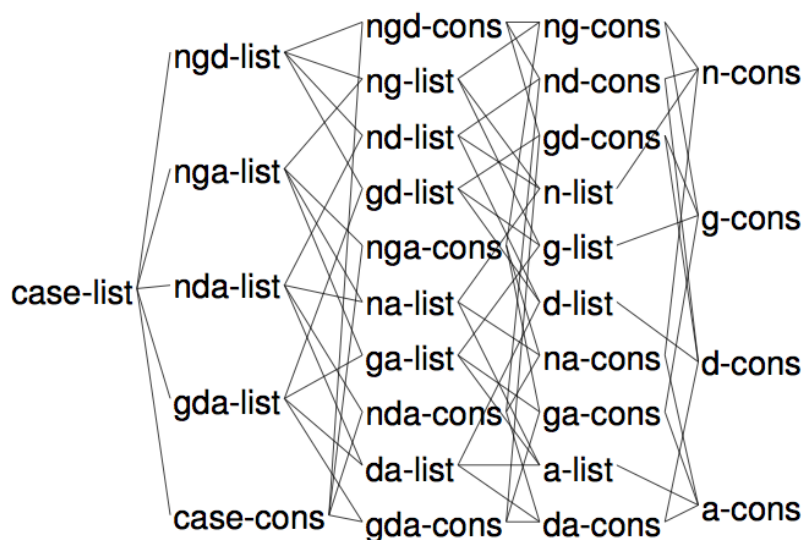 case-list
ngd-list
nga-list
nda-list
gda-list
case-cons
ngd-cons
ng-list
nd-list
gd-list
nga-cons
na-list
ga-list
nda-cons
da-list
gda-cons
ng-cons
nd-cons
gd-cons
n-list
g-list
d-list
na-cons
ga-cons
a-list
da-cons
n-cons
g-cons
d-cons
a-cons